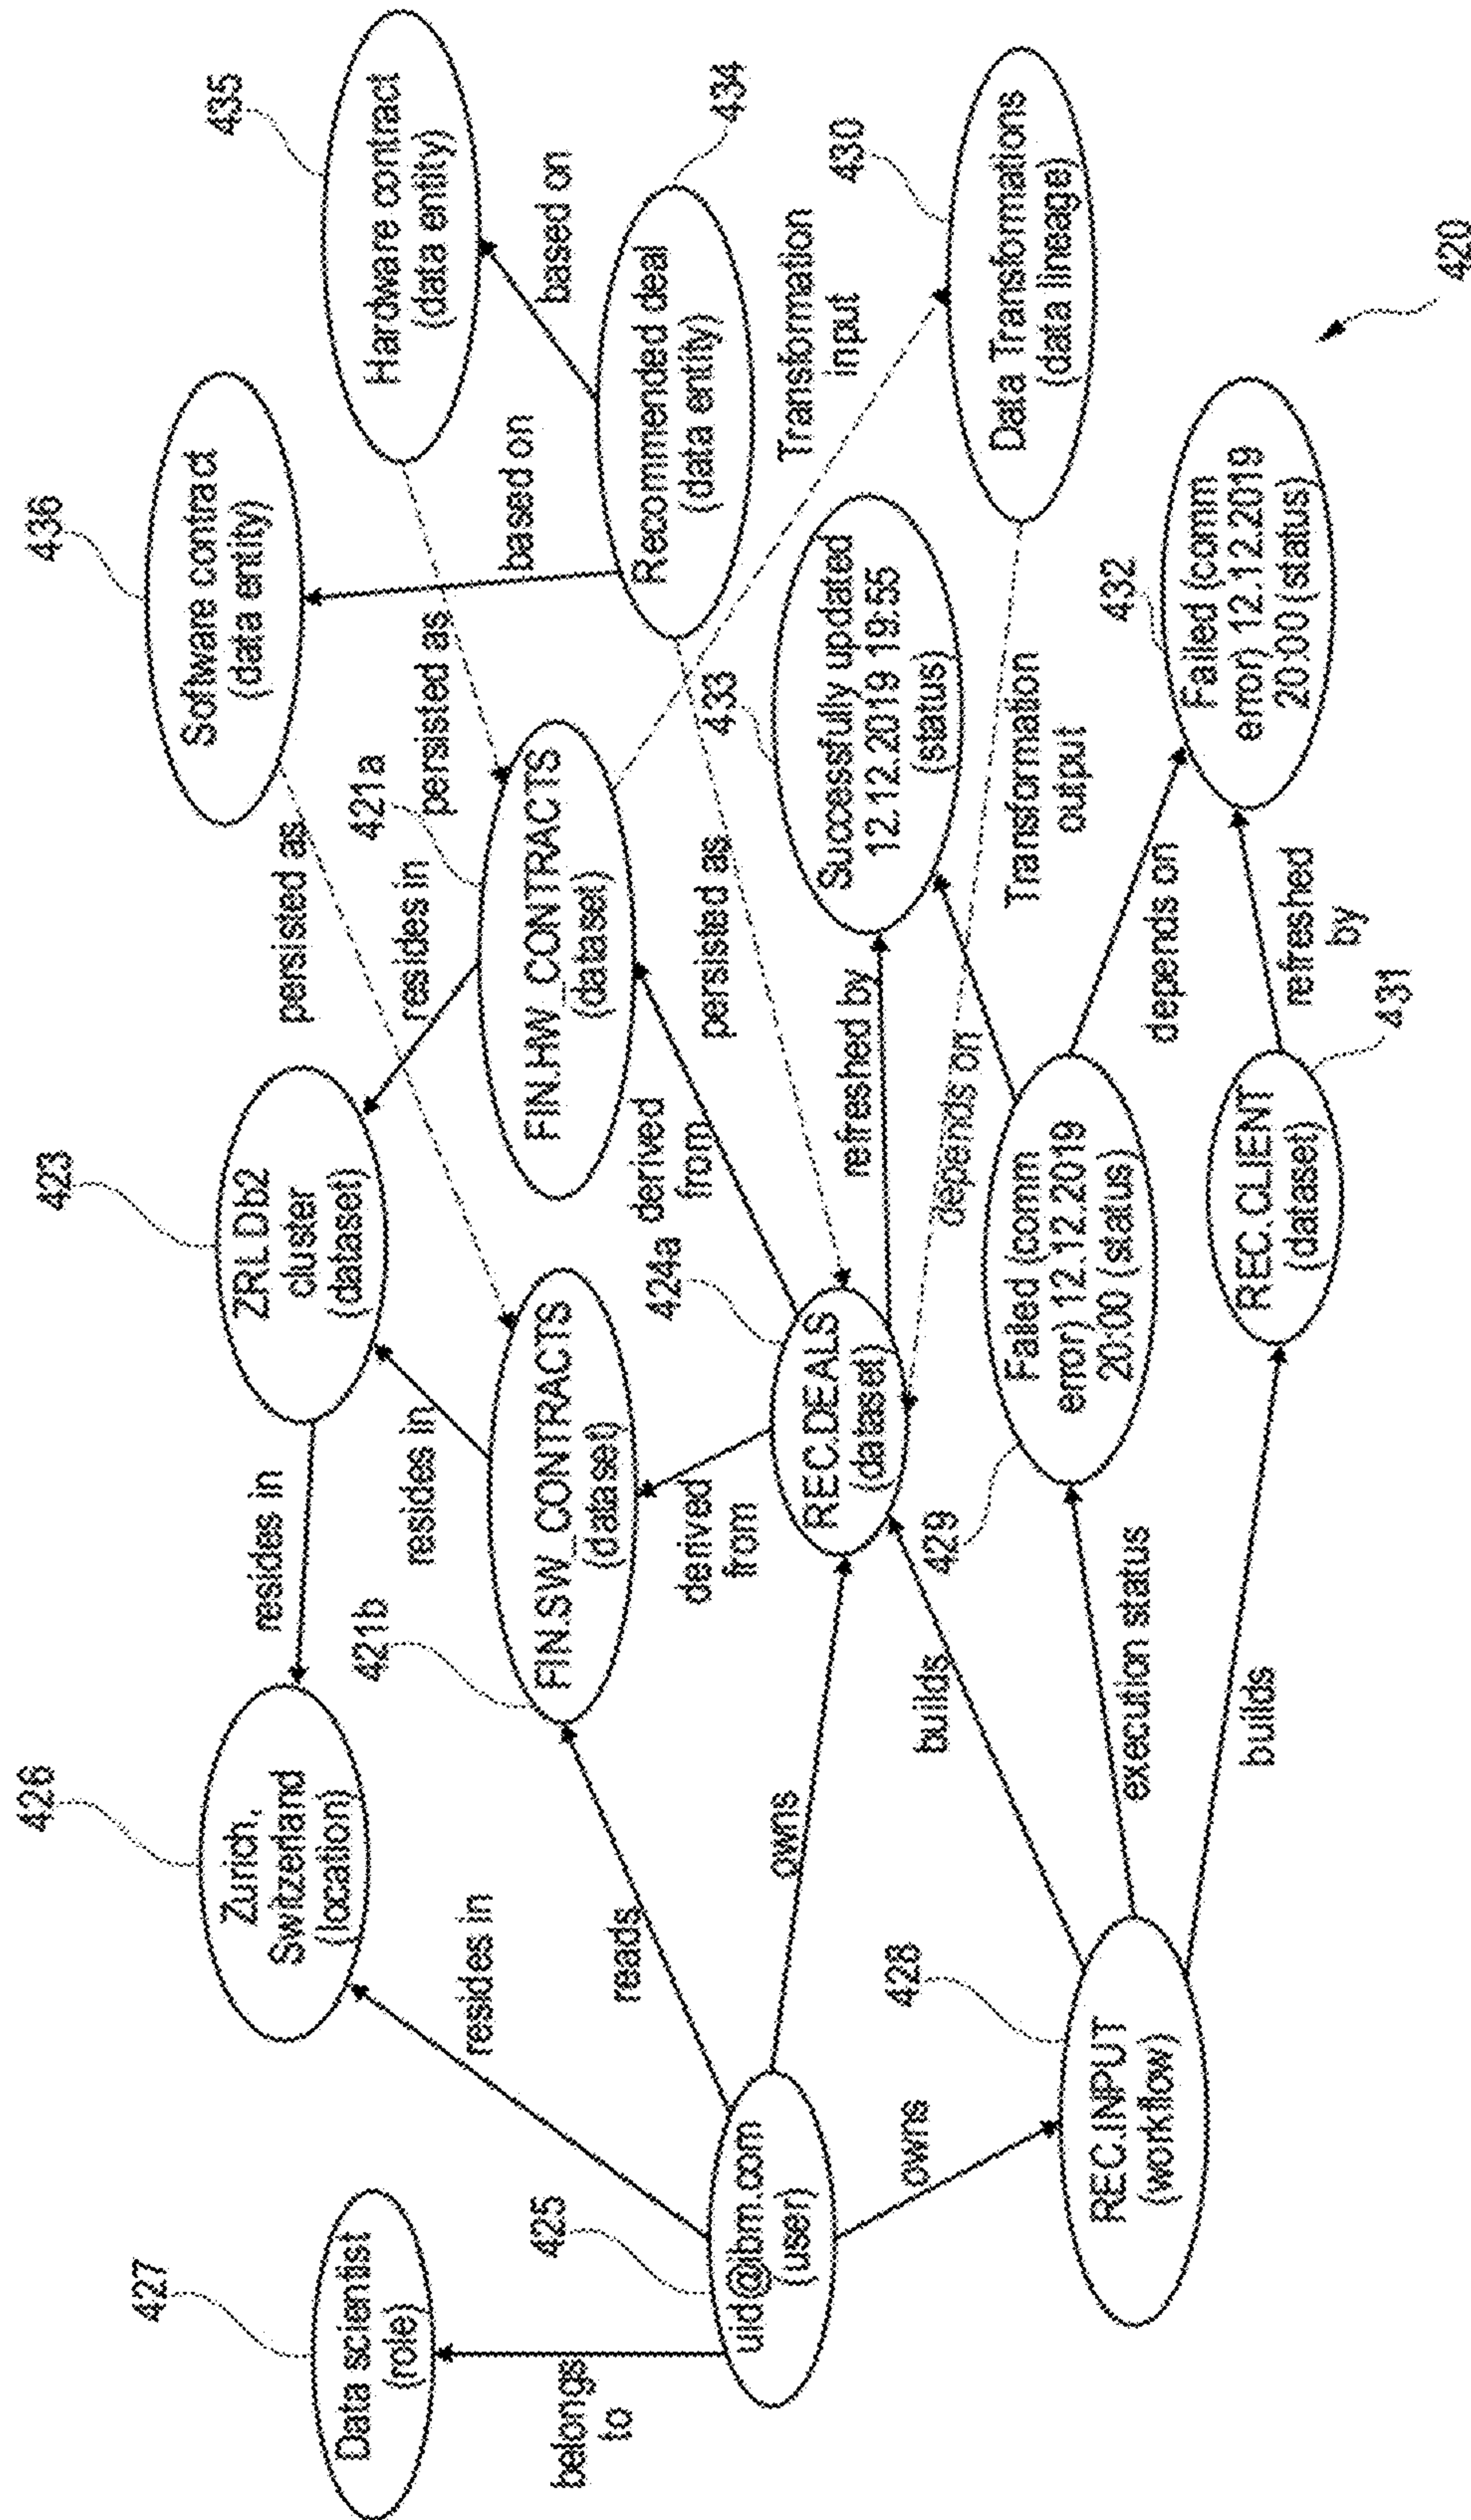 427
Data scientist
(role)
belongs
to
425
uid@ibm.com
(user)
426
Zurich,
Switzerland
(location)
resides in
reads
owns
owns
428
REC.INPUT
(workflow)
builds
execution status
builds
resides in
423
ZRL Db2
cluster
(dataset)
resides in
resides in
421b
FIN.SW_CONTRACTS
(dataset)
derived
from
derived
from
424a
REC.DEALS
(dataset)
429
Failed (comm
error) 12.12.2019
20:00 (status)
431
REC.CLIENT
(dataset)
refreshed
by
refreshed by
depends on
depends on
persisted as
421a
FIN.HW_CONTRACTS
(dataset)
persisted as
persisted as
433
Successfully updated
12.12.2019 19:55
(status)
Transformation
output
432
Failed (comm
error) 12.12.2019
20:00 (status)
436
Software contract
(data entity)
based on
based on
435
Hardware contract
(data entity)
434
Recommended deal
(data entity)
Transformation
input
430
Data Transformations
(data lineage)
420